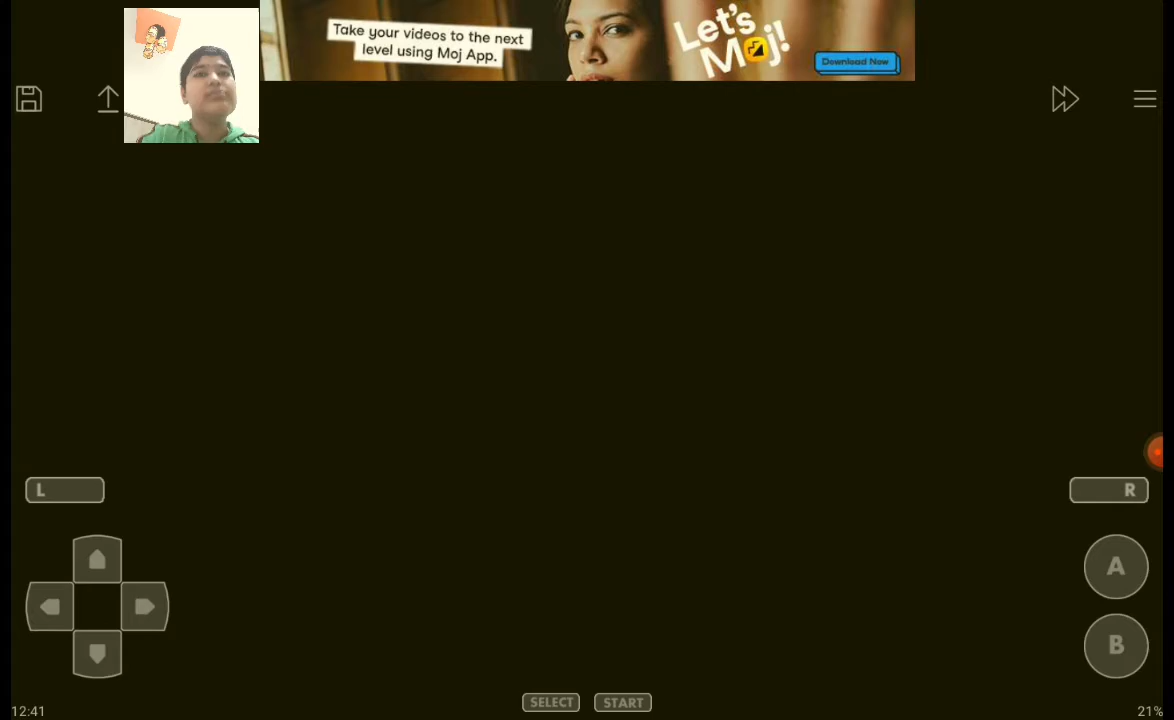 Take your videos to the next
level using Moj App.
Let's
Moj!
Download Now
L
R
A
B
SELECT
START
12:41
21%